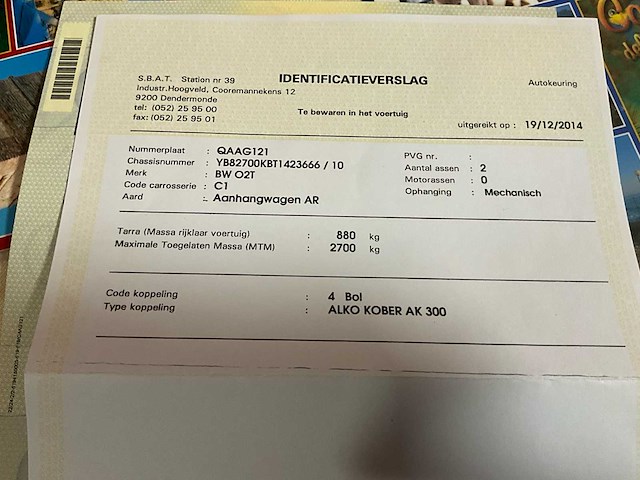 S.B.A.T. Station nr 39
IDENTIFICATIEVERSLAG
Autokeuring
Industr.Hoogveld, Cooremannekens 12
9200 Dendermonde
tel: (052) 25 95 00
fax: (052) 25 95 01
Te bewaren in het voertuig
uitgereikt op : 19/12/2014
Nummerplaat : QAAG121
Chassisnummer : YB82700KBT1423666 / 10
Merk : BW O2T
Code carrosserie : C1
Aard : Aanhangwagen AR
PVG nr. :
Aantal assen : 2
Motorassen : 0
Ophanging : Mechanisch
Tarra (Massa rijklaar voertuig) : 880 kg
Maximale Toegelaten Massa (MTM) : 2700 kg
Code koppeling : 4 Bol
Type koppeling : ALKO KOBER AK 300